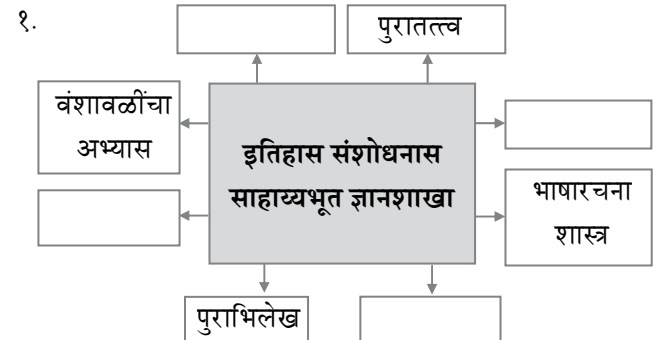 १.
पुरातत्त्व
वंशावळींचा
अभ्यास
इतिहास संशोधनास
साहाय्यभूत ज्ञानशाखा
भाषारचना
शास्त्र
पुराभिलेख